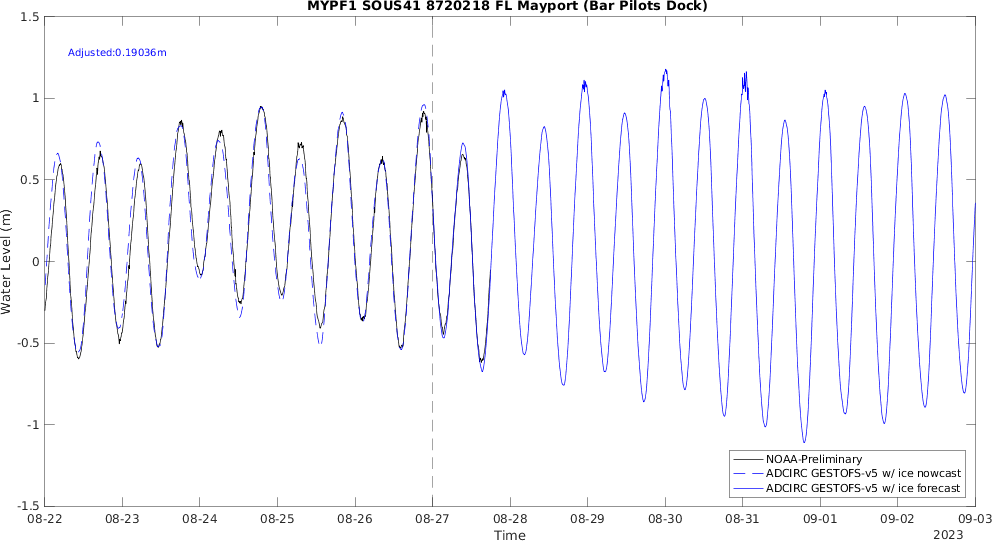 MYPF1 SOUS41 8720218 FL Mayport (Bar Pilots Dock)
Adjusted:0.19036m
Water Level (m)
1.5
1
0.5
0
-0.5
-1
-1.5
NOAA-Preliminary
ADCIRC GESTOFS-v5 w/ ice nowcast
ADCIRC GESTOFS-v5 w/ ice forecast
08-22 08-23 08-24 08-25 08-26 08-27 08-28 08-29 08-30 08-31 09-01 09-02 09-03
Time
2023